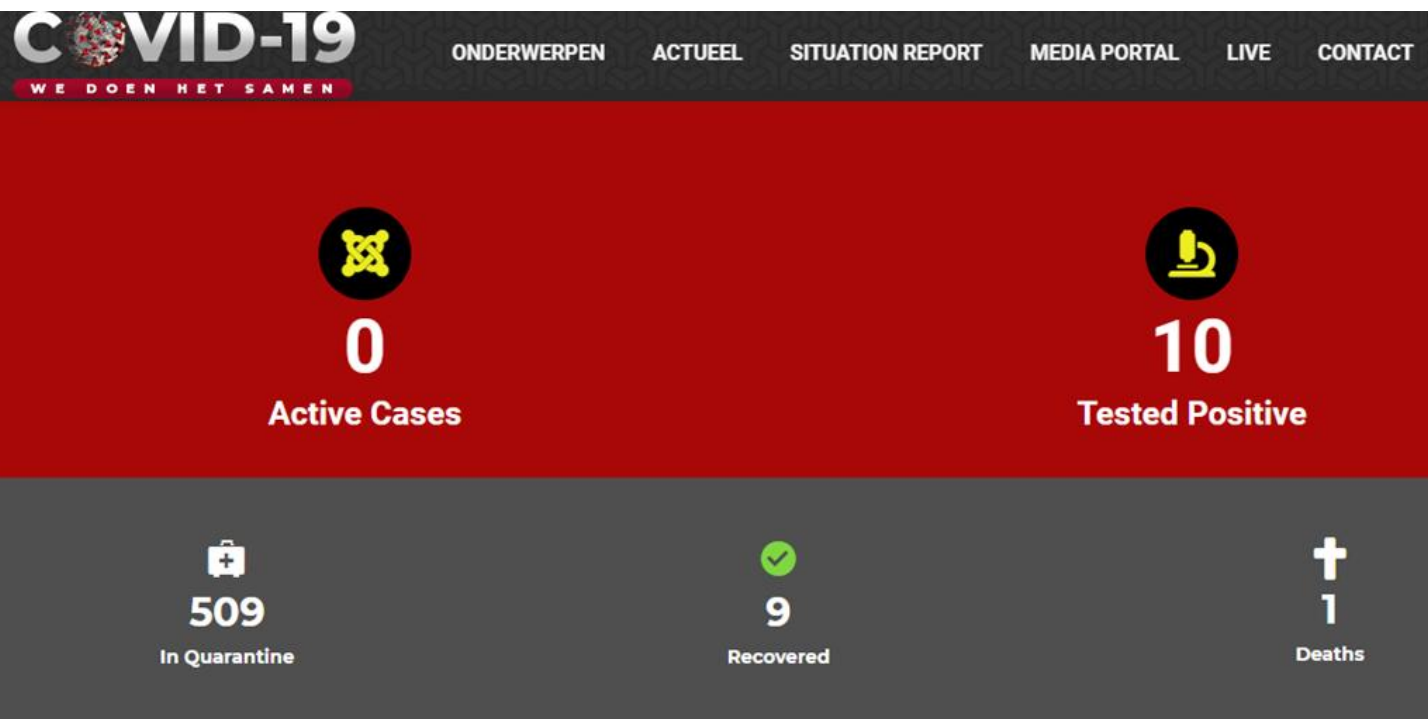 COVID-19
WE DOEN HET SAMEN
ONDERWERPEN ACTUEEL SITUATION REPORT MEDIA PORTAL LIVE CONTACT
0
Active Cases
10
Tested Positive
509
In Quarantine
9
Recovered
1
Deaths